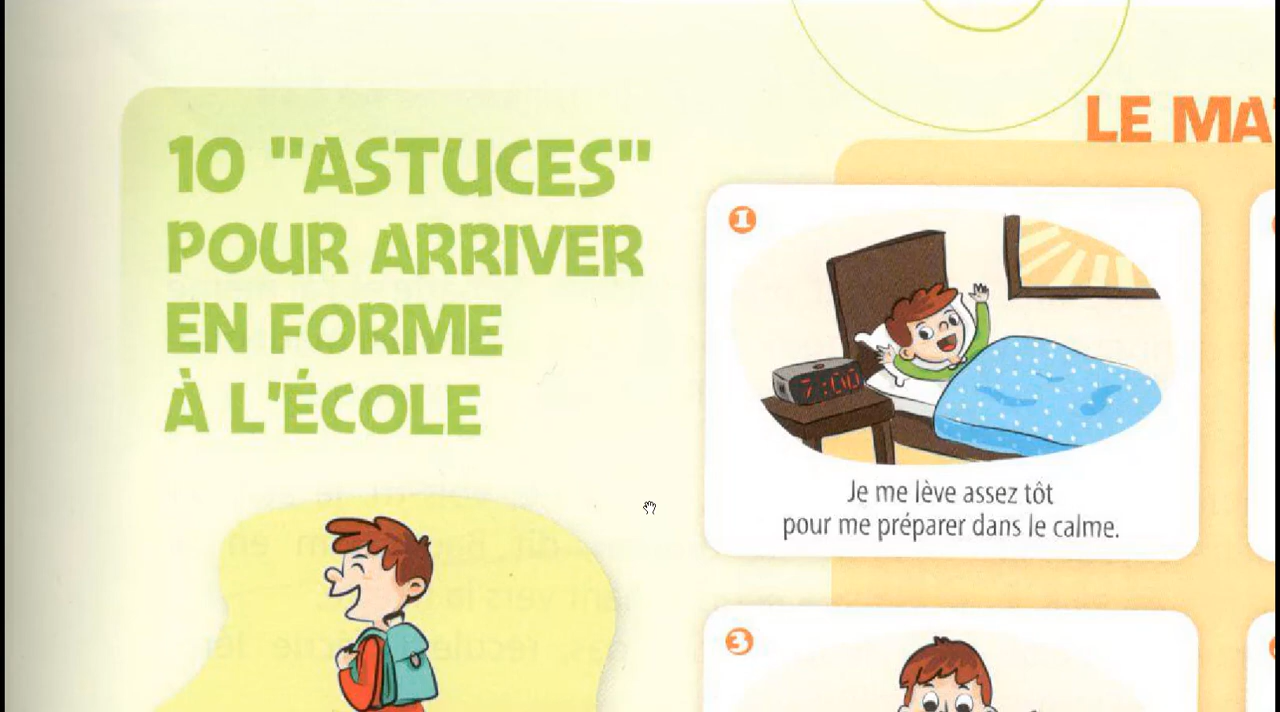 10 "ASTUCES"
POUR ARRIVER
EN FORME
À L'ÉCOLE
LE
1
7:00
Je me lève assez tôt
pour me préparer dans le calme.
3